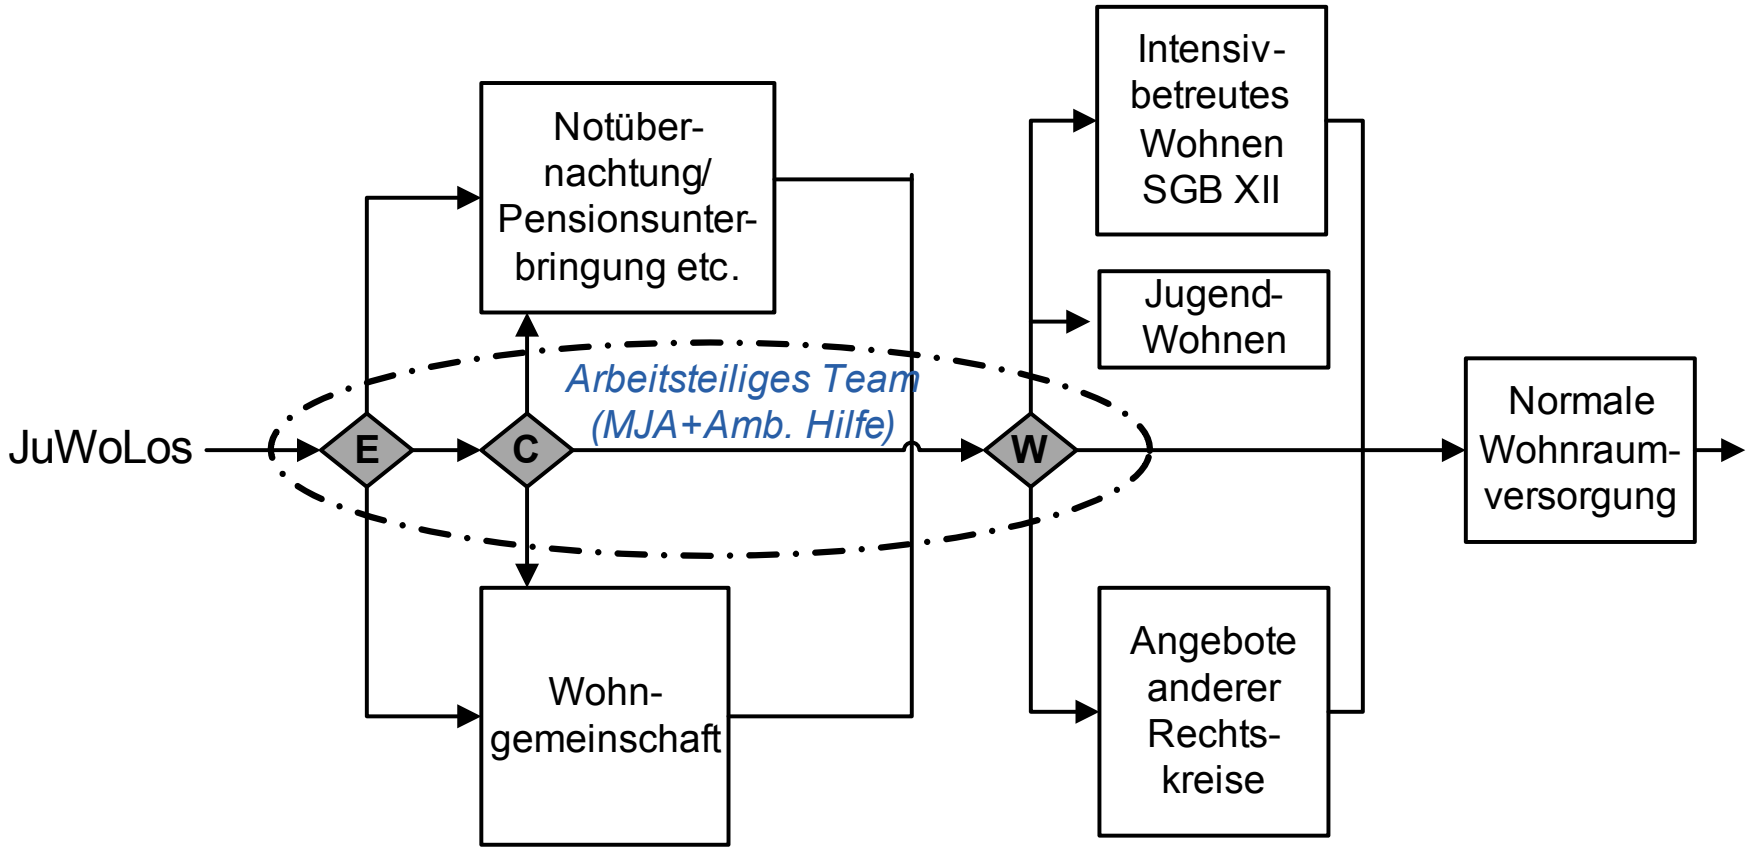 JuWoLos
E
Notüber-
nachtung/
Pensionsunter-
bringung etc.
C
Arbeitsteiliges Team
(MJA+Amb. Hilfe)
Wohn-
gemeinschaft
W
Intensiv-
betreutes
Wohnen
SGB XII
Jugend-
Wohnen
Angebote
anderer
Rechts-
kreise
Normale
Wohnraum-
versorgung